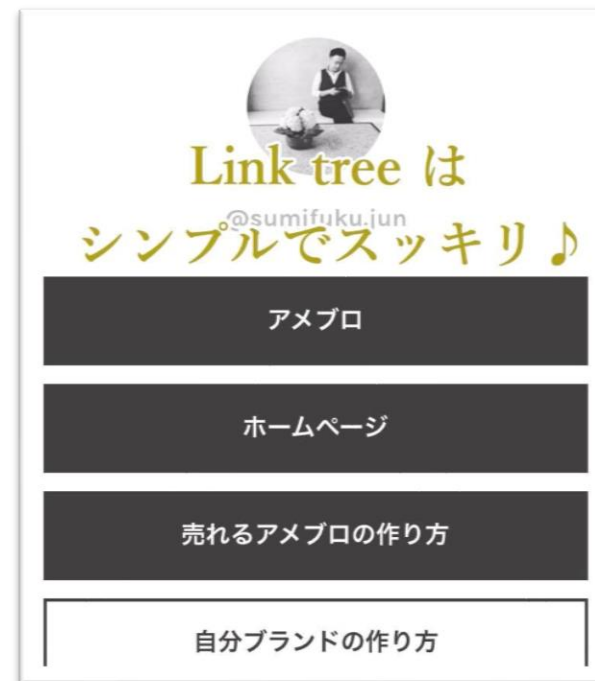 Link tree は
@sumifuku.jun
シンプルでスッキリ♪
アメブロ
ホームページ
売れるアメブロの作り方
自分ブランドの作り方